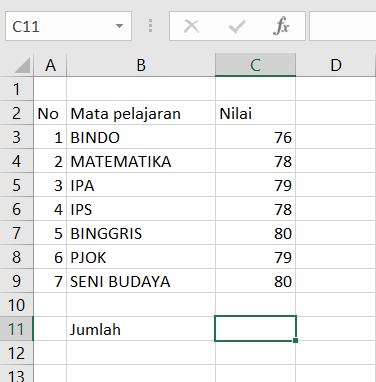 C11 fx
A B C D
1
2 No Mata pelajaran Nilai
3 1 BINDO 76
4 2 MATEMATIKA 78
5 3 IPA 79
6 4 IPS 78
7 5 BINGGRIS 80
8 6 PJOK 79
9 7 SENI BUDAYA 80
10
11 Jumlah
12
13